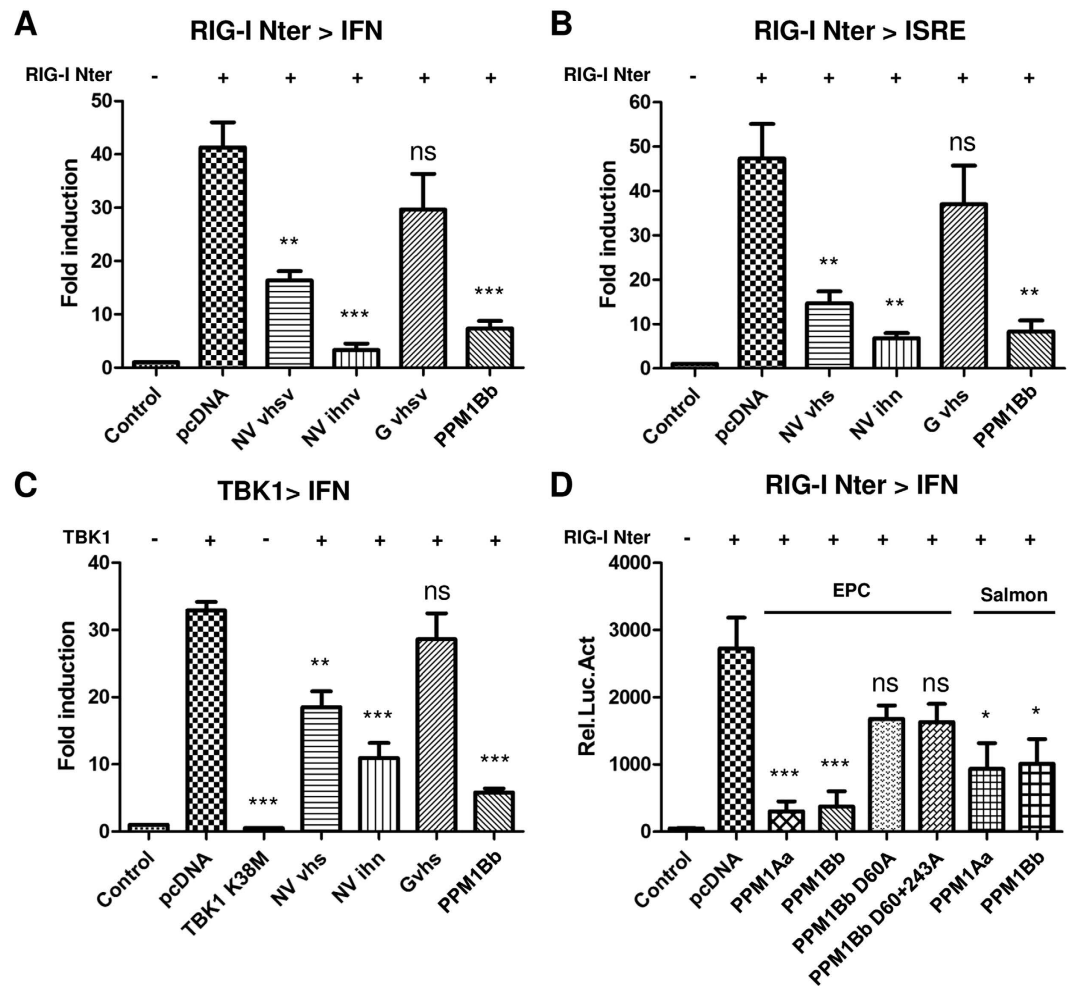 A
RIG-I Nter > IFN
RIG-I Nter - + + + + +
Fold induction
50
40
30
20
10
0
** *** ns ***
Control pcDNA NV vhsv NV ihnv G vhsv PPM1Bb
B
RIG-I Nter > ISRE
RIG-I Nter - + + + + +
Fold induction
60
50
40
30
20
10
0
** ** ns **
Control pcDNA NV vhs NV ihn G vhs PPM1Bb
C
TBK1> IFN
TBK1 - + - + + + +
Fold induction
40
30
20
10
0
*** ** *** ns ***
Control pcDNA TBK1 K38M NV vhs NV ihn Gvhs PPM1Bb
D
RIG-I Nter > IFN
RIG-I Nter - + + + + + + +
EPC Salmon
Rel.Luc.Act
4000
3000
2000
1000
0
*** *** ns ns * *
Control pcDNA PPM1Aa PPM1Bb PPM1Bb D60A PPM1Bb D60+243A PPM1Aa PPM1Bb